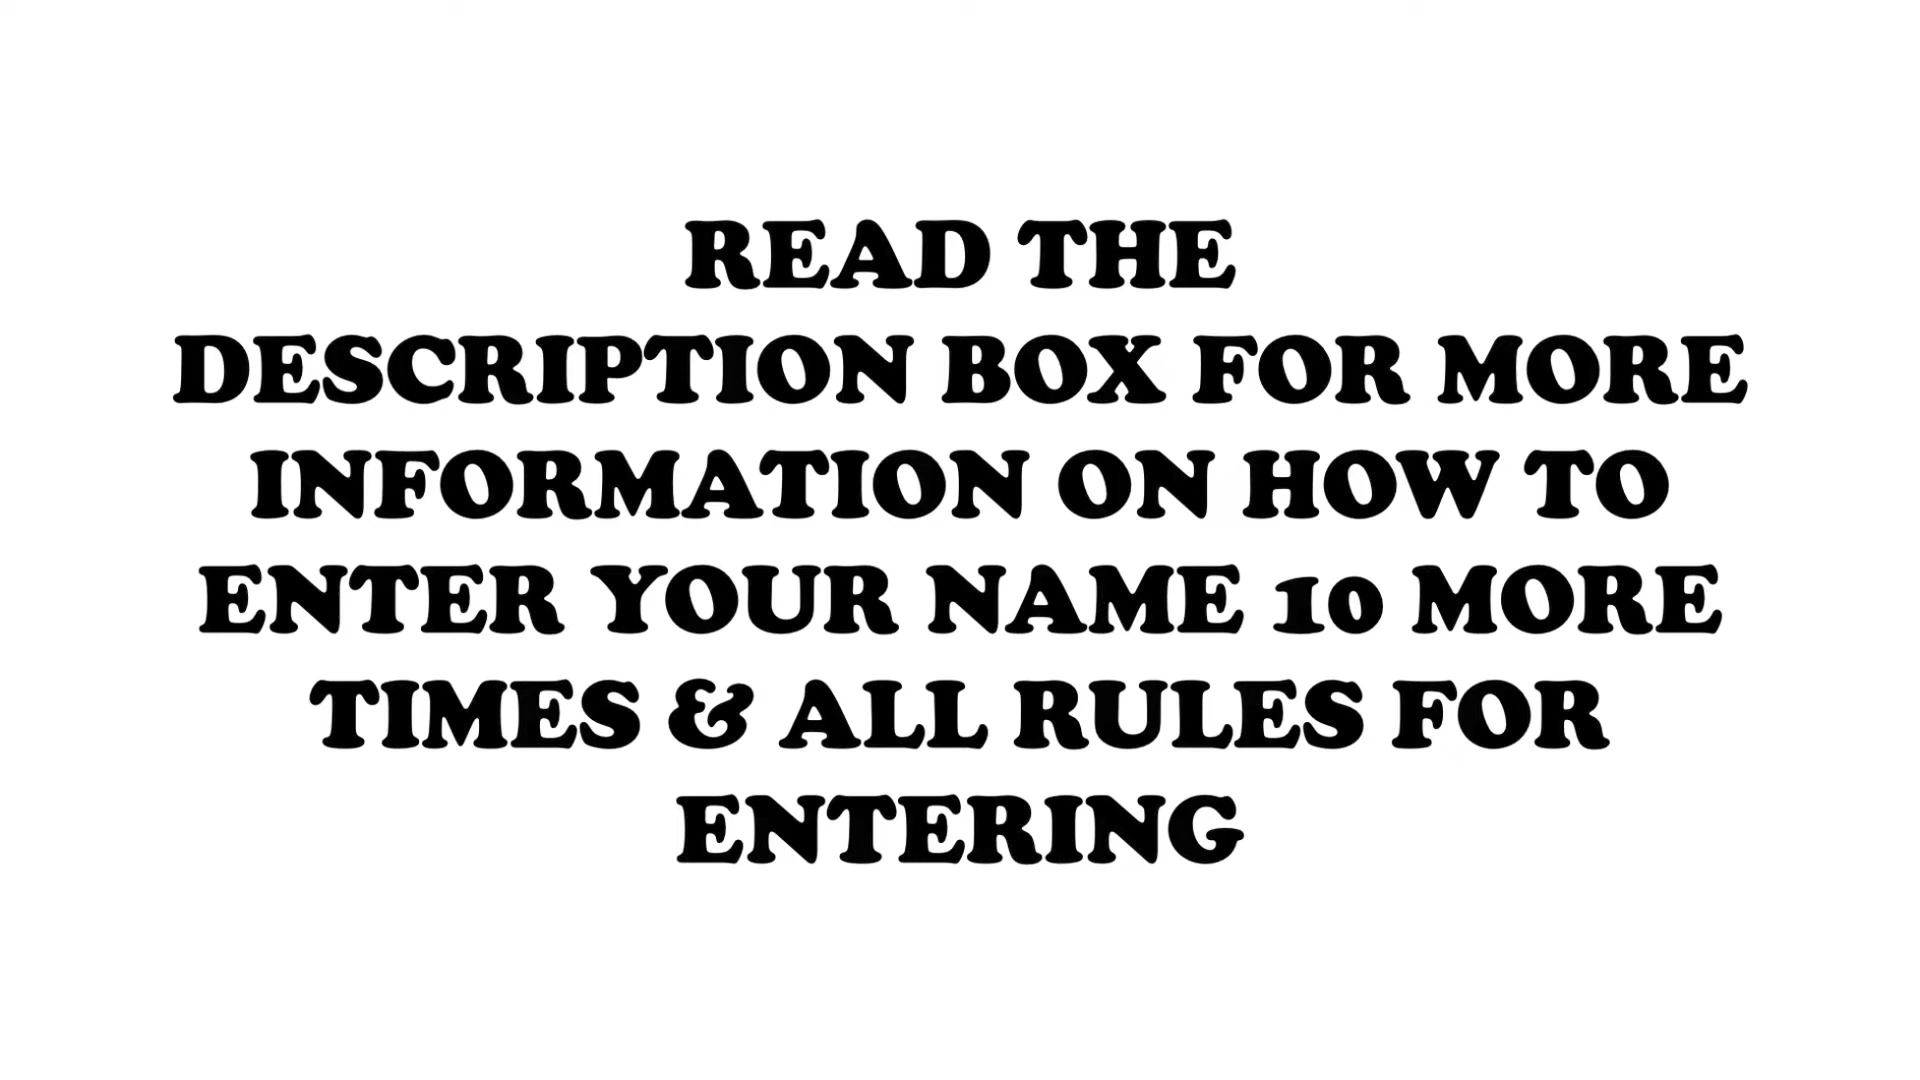 READ THE
DESCRIPTION BOX FOR MORE
INFORMATION ON HOW TO
ENTER YOUR NAME 10 MORE
TIMES & ALL RULES FOR
ENTERING